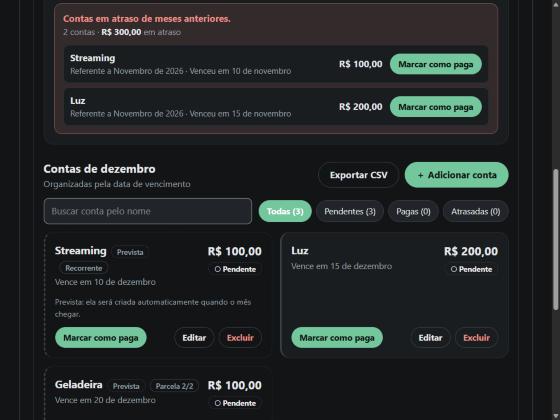 Contas em atraso de meses anteriores.
2 contas · R$ 300,00 em atraso
Streaming
Referente a Novembro de 2026 · Venceu em 10 de novembro
R$ 100,00
Marcar como paga
Luz
Referente a Novembro de 2026 · Venceu em 15 de novembro
R$ 200,00
Marcar como paga
Contas de dezembro
Organizadas pela data de vencimento
Exportar CSV
+ Adicionar conta
Buscar conta pelo nome
Todas (3)
Pendentes (3)
Pagas (0)
Atrasadas (0)
Streaming
Prevista
Recorrente
R$ 100,00
Pendente
Vence em 10 de dezembro
Prevista: ela será criada automaticamente quando o mês
chegar.
Marcar como paga
Editar
Excluir
Luz
R$ 200,00
Vence em 15 de dezembro
Pendente
Marcar como paga
Editar
Excluir
Geladeira
Prevista
Parcela 2/2
R$ 100,00
Vence em 20 de dezembro
Pendente